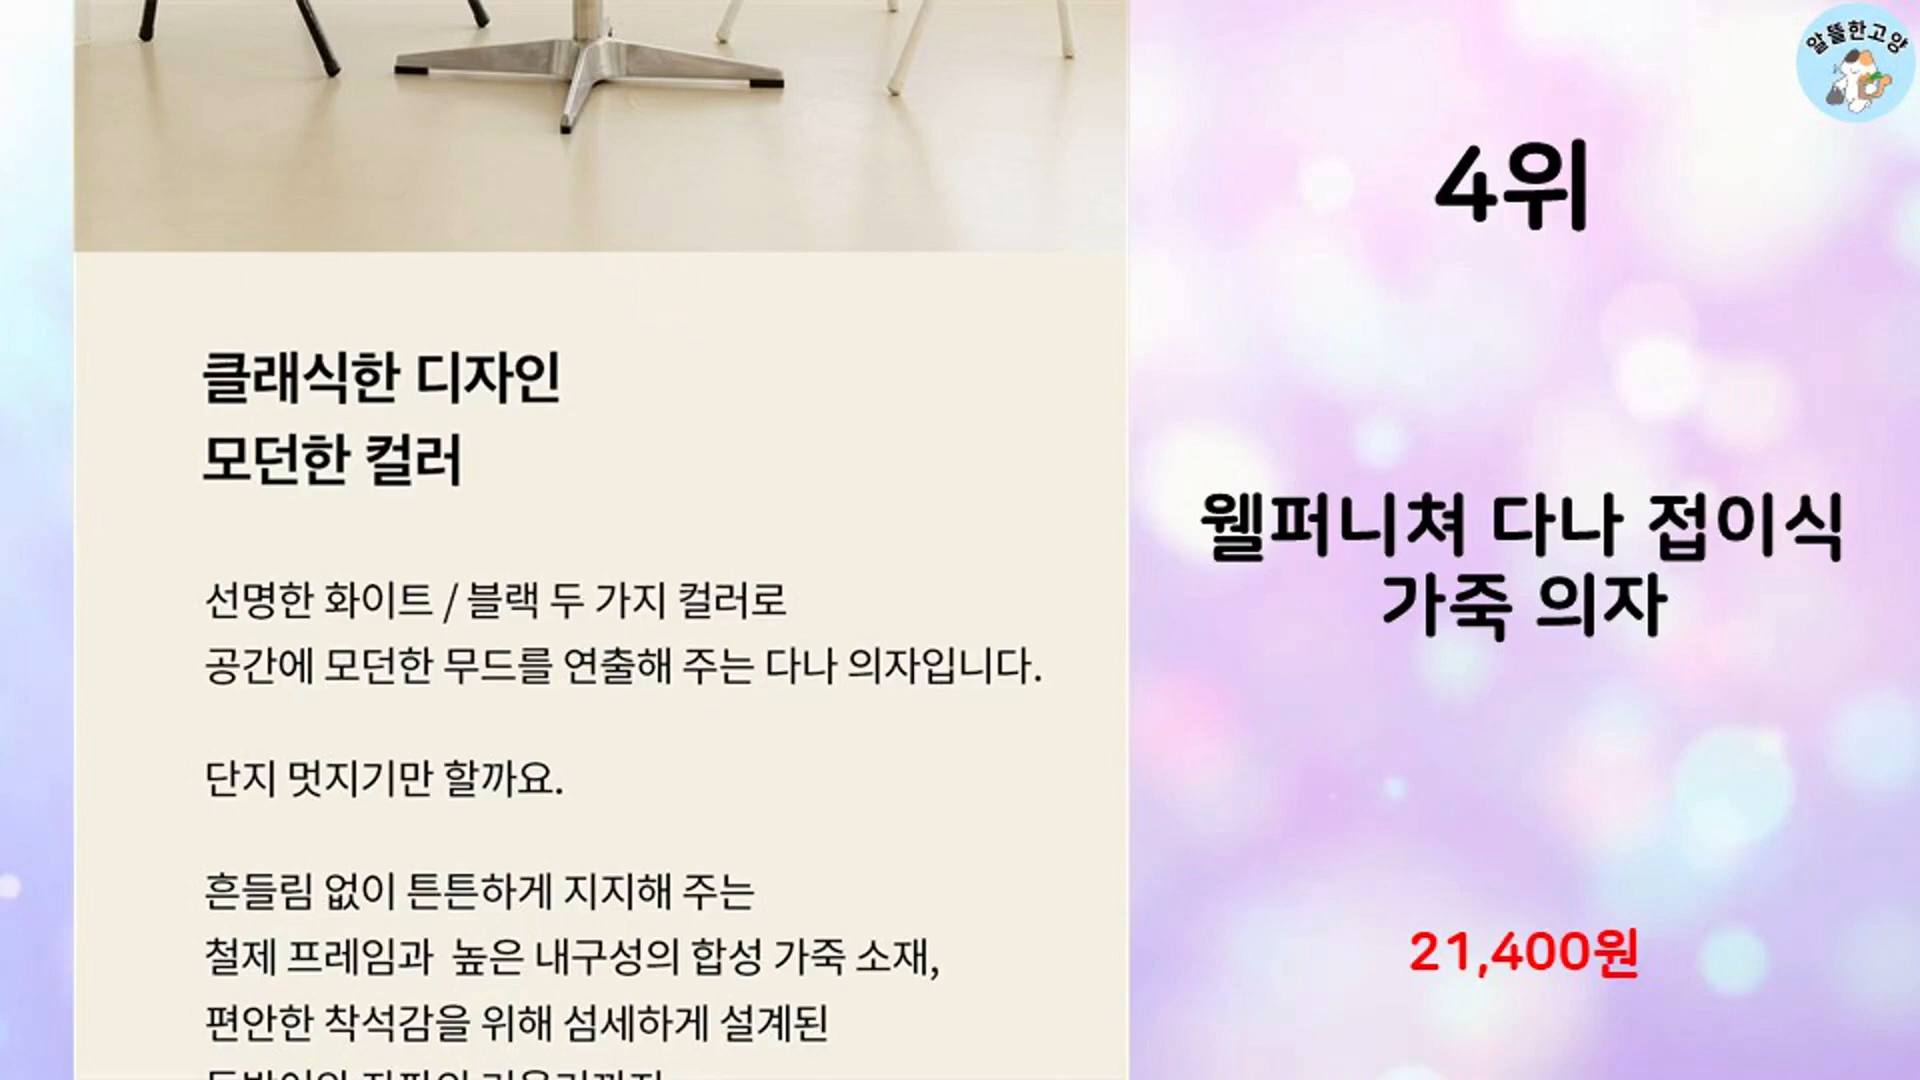 클래식한 디자인
모던한 컬러
선명한 화이트 / 블랙 두 가지 컬러로
공간에 모던한 무드를 연출해 주는 다나 의자입니다.
단지 멋지기만 할까요.
흔들림 없이 튼튼하게 지지해 주는
철제 프레임과 높은 내구성의 합성 가죽 소재,
편안한 착석감을 위해 섬세하게 설계된
알뜰한고양
4위
웰퍼니쳐 다나 접이식
가죽 의자
21,400원